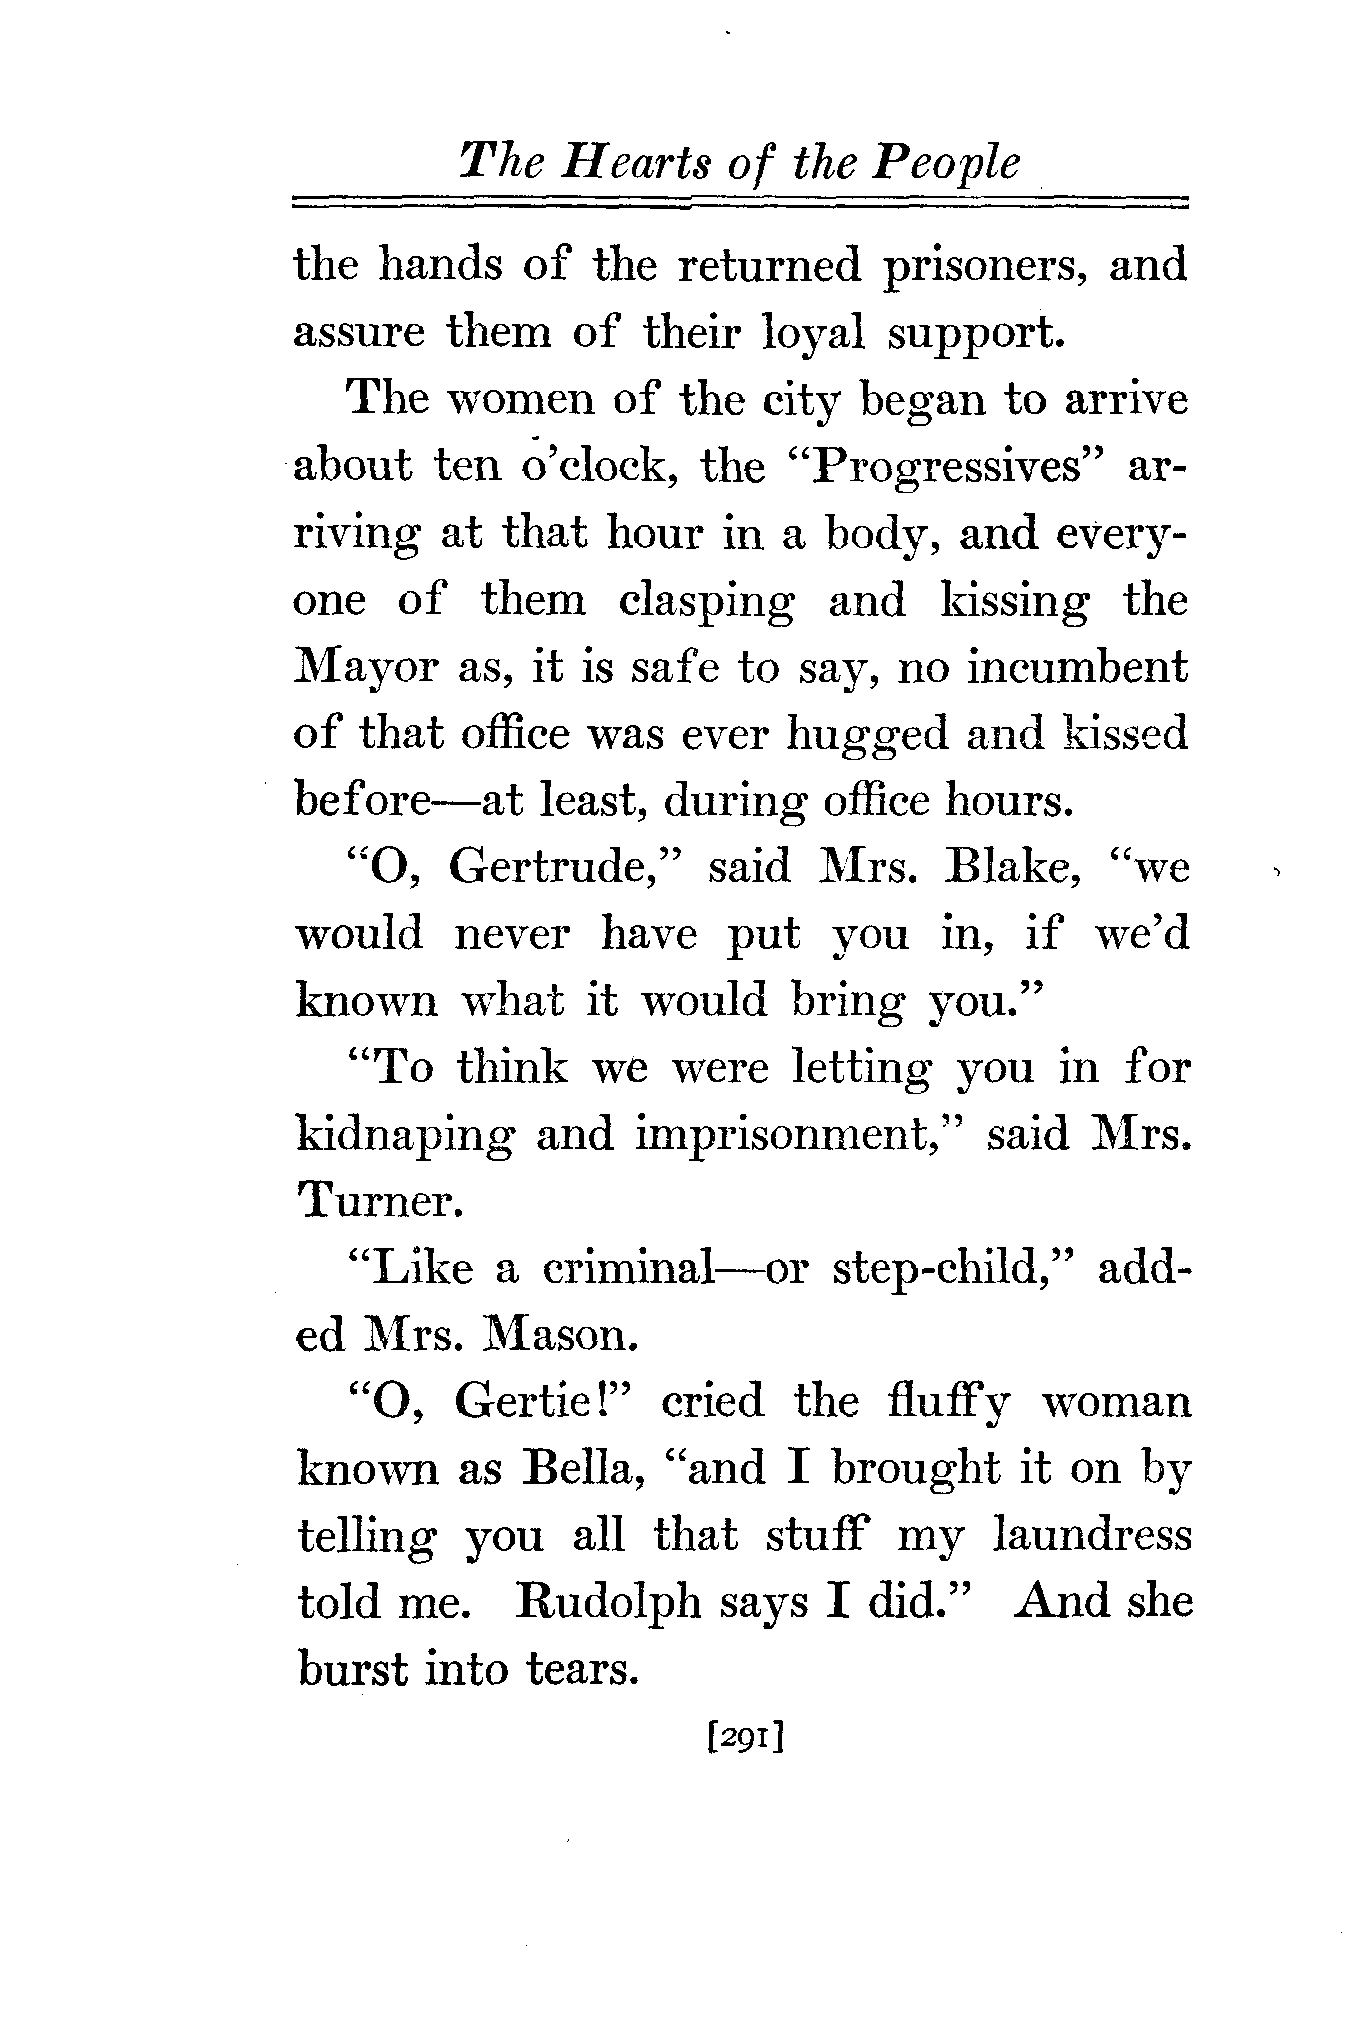 The Hearts of the People
the hands of the returned prisoners, and
assure them of their loyal support.
The women of the city began to arrive
about ten o'clock, the “Progressives” ar-
riving at that hour in a body, and every-
one of them clasping and kissing the
Mayor as, it is safe to say, no incumbent
of that office was ever hugged and kissed
before—at least, during office hours.
“O, Gertrude,” said Mrs. Blake, “we
would never have put you in, if we'd
known what it would bring you.”
“To think we were letting you in for
kidnaping and imprisonment,” said Mrs.
Turner.
“Like a criminal—or step-child,” add-
ed Mrs. Mason.
“O, Gertie!” cried the fluffy woman
known as Bella, “and I brought it on by
telling you all that stuff my laundress
told me. Rudolph says I did.” And she
burst into tears.
[291]